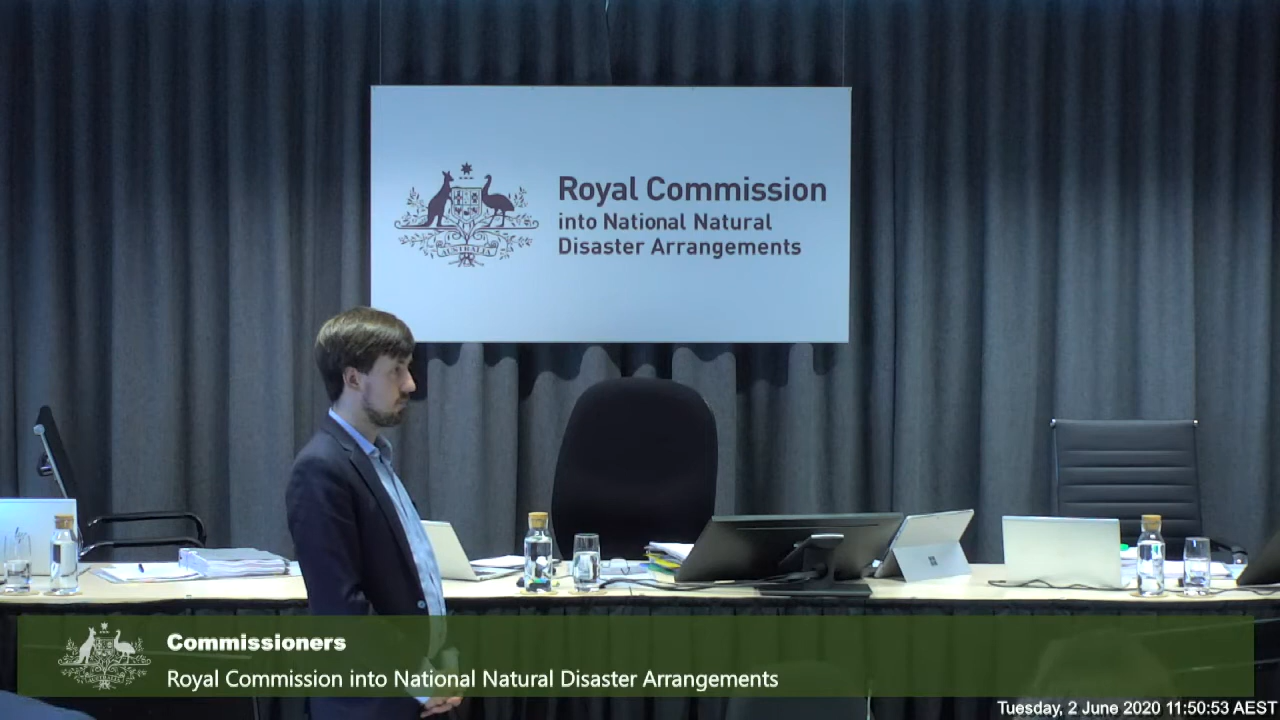 Royal Commission
into National Natural
Disaster Arrangements
AUSTRALIA
Commissioners
Royal Commission into National Natural Disaster Arrangements
Tuesday, 2 June 2020 11:50:53 AEST